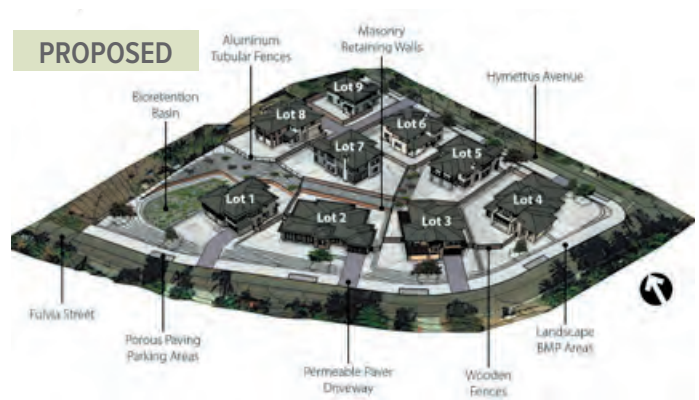 PROPOSED
Aluminum
Tubular Fences
Masonry
Retaining Walls
Hymettus Avenue
Bioretention
Basin
Lot 9
Lot 8
Lot 6
Lot 7
Lot 5
Lot 1
Lot 2
Lot 3
Lot 4
Fulvia Street
Porous Paving
Parking Areas
Permeable Paver
Driveway
Wooden
Fences
Landscape
BMP Areas